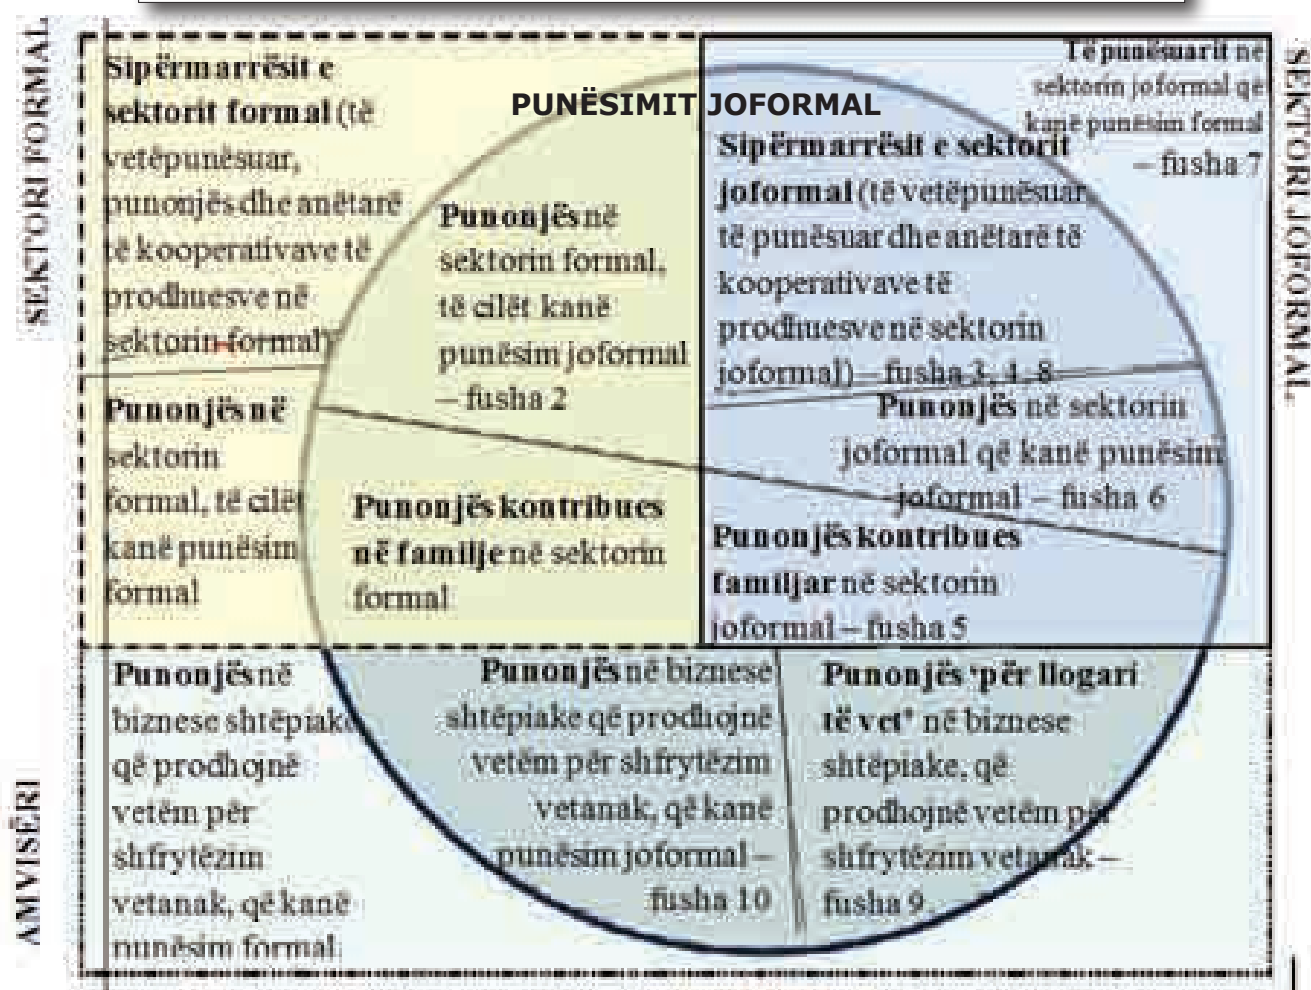 SEKTORI FORMAL
Sipërmarrësit e
sektorit formal (të
vetëpunësuar,
punonjës dhe anëtarë
të kooperativave të
prodhuesve në
sektorin formal)
PUNËSIMIT JOFORMAL
Punonjës në
sektorin formal,
të cilët kanë
punësim joformal
– fusha 2
Të punësuarit në
sektorin joformal që
kanë punësim formal
– fusha 7
Sipërmarrësit e sektorit
joformal (të vetëpunësuar,
të punësuar dhe anëtarë të
kooperativave të
prodhuesve në sektorin
joformal) – fusha 3, 4, 8
SEKTORI JOFORMAL
Punonjës në
sektorin
formal, të cilët
kanë punësim
formal
Punonjës kontribues
në familje në sektorin
formal
Punonjës në sektorin
joformal që kanë punësim
joformal – fusha 6
Punonjës kontribues
familjar në sektorin
joformal – fusha 5
AMVISËRI
Punonjës në
biznese shtëpiake
që prodhojnë
vetëm për
shfrytëzim
vetanak, që kanë
punësim formal
Punonjës në biznese
shtëpiake që prodhojnë
vetëm për shfrytëzim
vetanak, që kanë
punësim joformal –
fusha 10
Punonjës "për llogari
të vet" në biznese
shtëpiake, që
prodhojnë vetëm për
shfrytëzim vetanak –
fusha 9